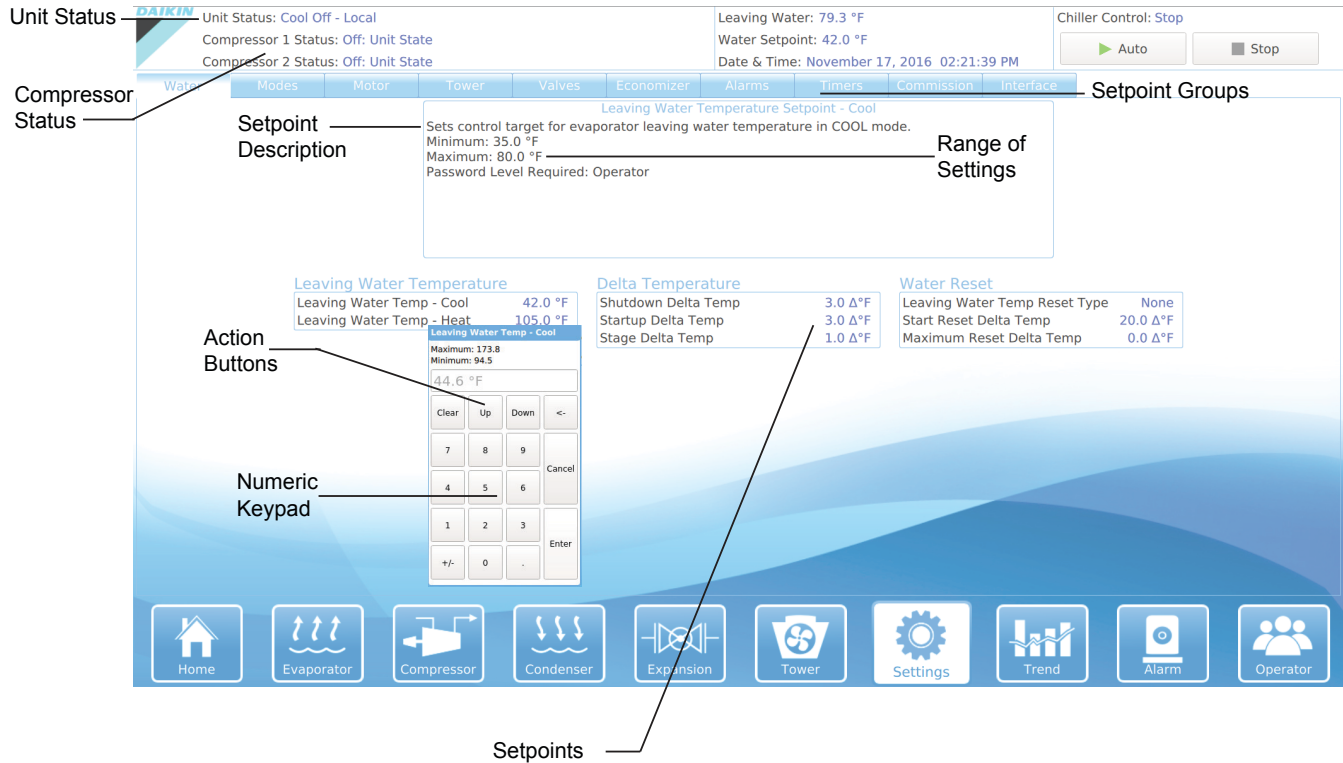 DAIKIN
Unit Status
Unit Status: Cool Off - Local
Compressor 1 Status: Off: Unit State
Compressor 2 Status: Off: Unit State
Leaving Water: 79.3 °F
Water Setpoint: 42.0 °F
Date & Time: November 17, 2016 02:21:39 PM
Chiller Control: Stop
Auto
Stop
Compressor
Status
Water
Modes
Motor
Tower
Valves
Economizer
Alarms
Timers
Commission
Interface
Setpoint Groups
Setpoint
Description
Leaving Water Temperature Setpoint - Cool
Sets control target for evaporator leaving water temperature in COOL mode.
Minimum: 35.0 °F
Maximum: 80.0 °F
Password Level Required: Operator
Range of
Settings
Leaving Water Temperature
Leaving Water Temp - Cool 42.0 °F
Leaving Water Temp - Heat 105.0 °F
Delta Temperature
Shutdown Delta Temp 3.0 Δ°F
Startup Delta Temp 3.0 Δ°F
Stage Delta Temp 1.0 Δ°F
Water Reset
Leaving Water Temp Reset Type None
Start Reset Delta Temp 20.0 Δ°F
Maximum Reset Delta Temp 0.0 Δ°F
Action
Buttons
Leaving Water Temp - Cool
Maximum: 173.8
Minimum: 94.5
44.6 °F
Clear Up Down <-
7 8 9
Cancel
4 5 6
1 2 3
Enter
+/- 0 .
Numeric
Keypad
Home
Evaporator
Compressor
Condenser
Expansion
Tower
Settings
Trend
Alarm
Operator
Setpoints